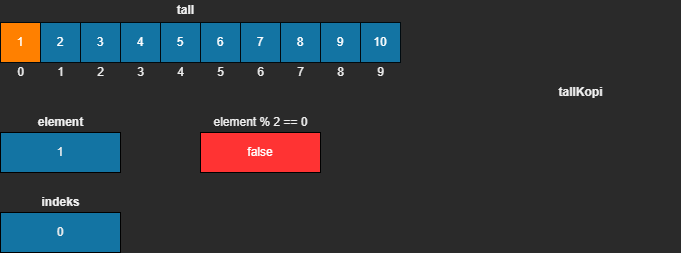 tall
1 2 3 4 5 6 7 8 9 10
0 1 2 3 4 5 6 7 8 9
tallKopi
element
element % 2 == 0
1
false
indeks
0